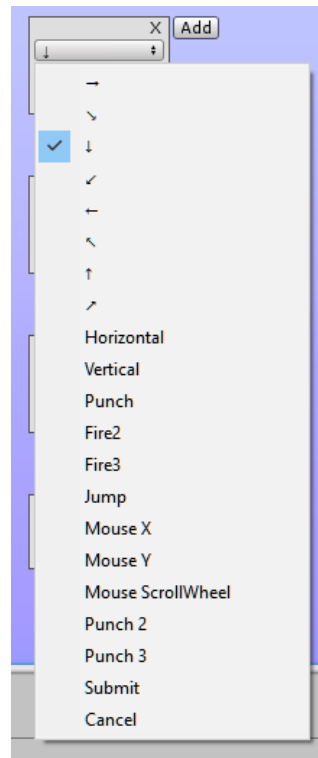 X Add
↓
→
↘
✓ ↓
↙
←
↖
↑
↗
Horizontal
Vertical
Punch
Fire2
Fire3
Jump
Mouse X
Mouse Y
Mouse ScrollWheel
Punch 2
Punch 3
Submit
Cancel